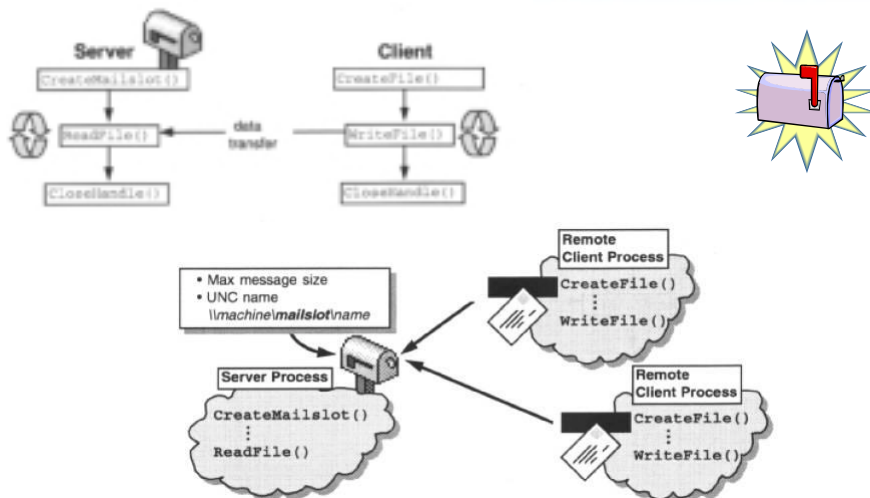 Server
Client
CreateMailslot()
CreateFile()
ReadFile()
data
transfer
WriteFile()
CloseHandle()
CloseHandle()
Remote
Client Process
CreateFile()
WriteFile()
• Max message size
• UNC name
\\machine\mailslot\name
Server Process
CreateMailslot()
ReadFile()
Remote
Client Process
CreateFile()
WriteFile()